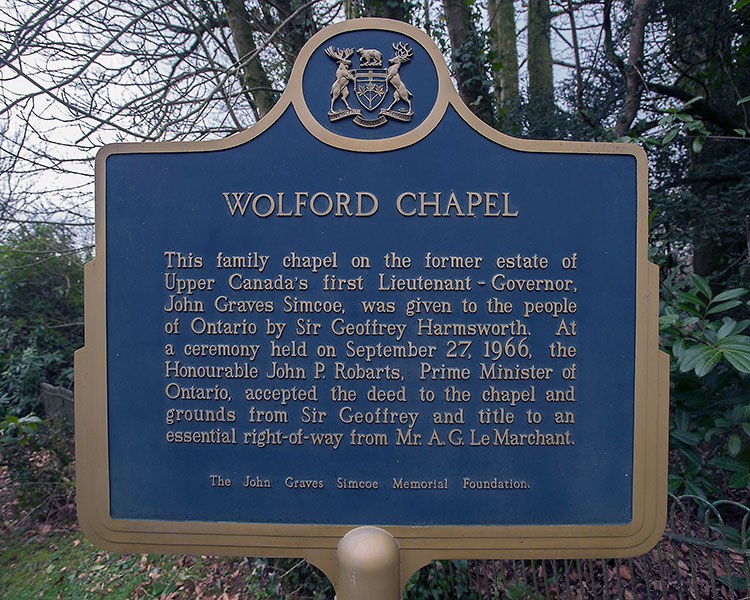 WOLFORD CHAPEL
This family chapel on the former estate of
Upper Canada's first Lieutenant - Governor,
John Graves Simcoe, was given to the people
of Ontario by Sir Geoffrey Harmsworth. At
a ceremony held on September 27, 1966, the
Honourable John P. Robarts, Prime Minister of
Ontario, accepted the deed to the chapel and
grounds from Sir Geoffrey and title to an
essential right-of-way from Mr. A. G. Le Marchant.
The John Graves Simcoe Memorial Foundation.